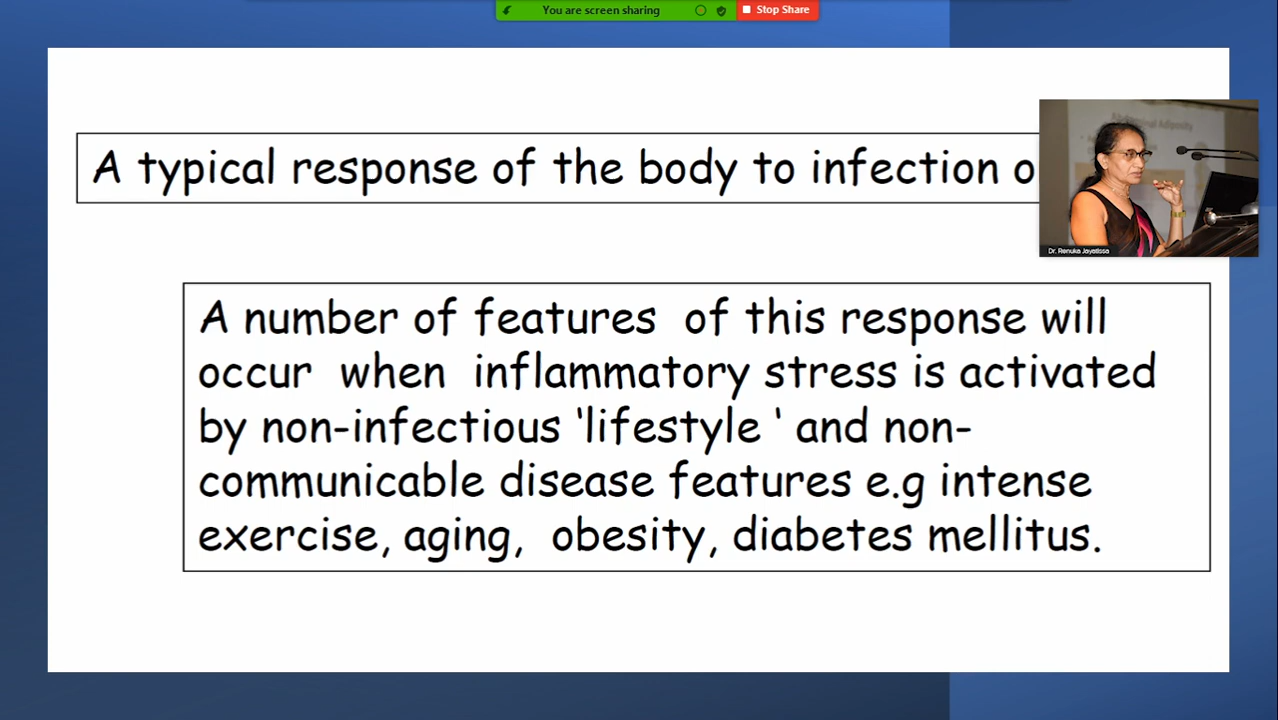 You are screen sharing
Stop Share
A typical response of the body to infection o
Abdominal Adiposity
Dr. Renuka Jayatissa
A number of features of this response will
occur when inflammatory stress is activated
by non-infectious 'lifestyle ' and non-
communicable disease features e.g intense
exercise, aging, obesity, diabetes mellitus.